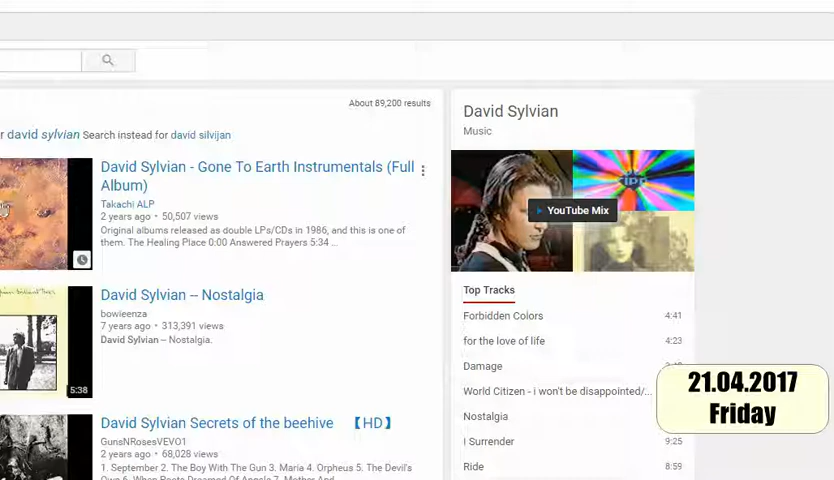 About 89,200 results
r david sylvian Search instead for david silvijan
David Sylvian - Gone To Earth Instrumentals (Full
Album)
Takachi ALP
2 years ago • 50,507 views
Original albums released as double LPs/CDs in 1986, and this is one of
them. The Healing Place 0:00 Answered Prayers 5:34 ...
David Sylvian -- Nostalgia
bowieenza
7 years ago • 313,391 views
David Sylvian -- Nostalgia.
5:38
David Sylvian Secrets of the beehive 【HD】
GunsNRosesVEVO1
2 years ago • 68,028 views
1. September 2. The Boy With The Gun 3. Maria 4. Orpheus 5. The Devil's
David Sylvian
Music
YouTube Mix
Top Tracks
Forbidden Colors 4:41
for the love of life 4:23
Damage
World Citizen - i won't be disappointed/...
Nostalgia
I Surrender 9:25
Ride 8:59
21.04.2017
Friday